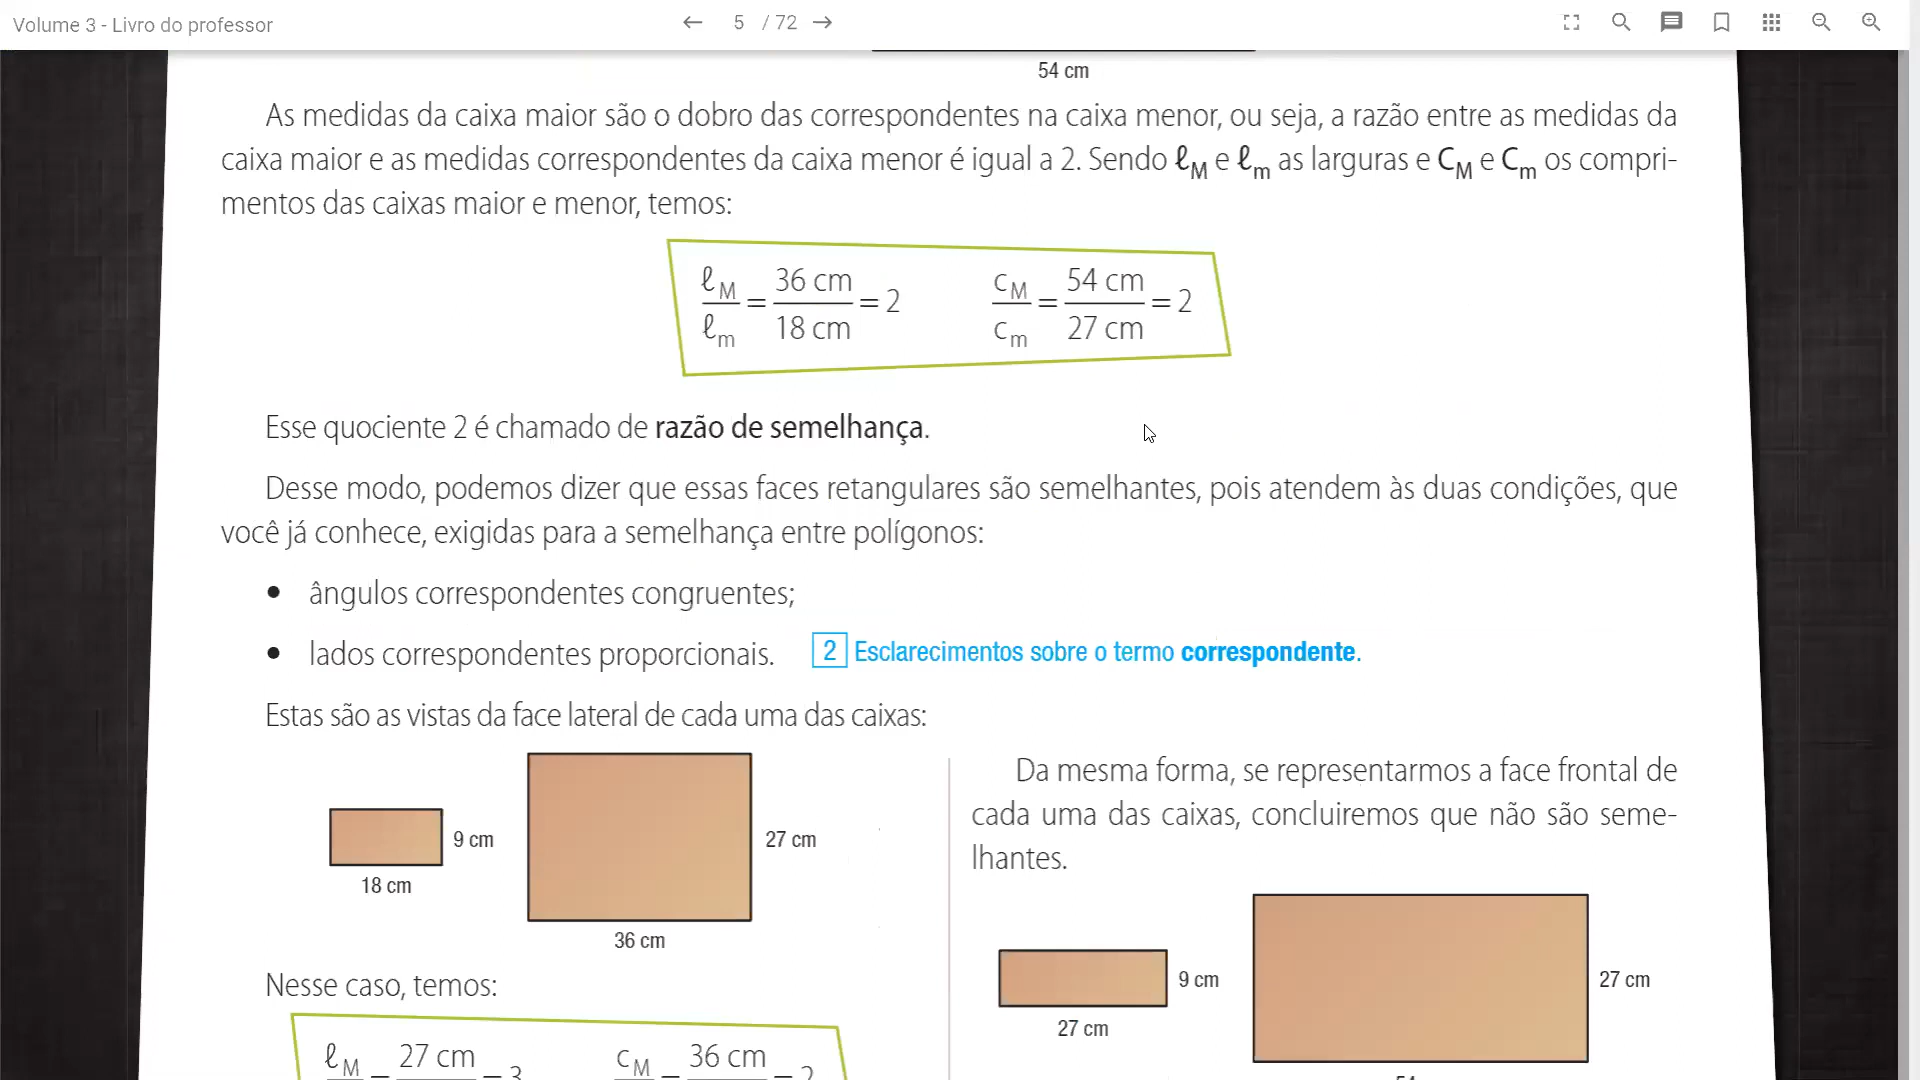 Volume 3 - Livro do professor
5 / 72
54 cm
As medidas da caixa maior são o dobro das correspondentes na caixa menor, ou seja, a razão entre as medidas da
caixa maior e as medidas correspondentes da caixa menor é igual a 2. Sendo ℓM e ℓm as larguras e CM e Cm os compri-
mentos das caixas maior e menor, temos:
ℓM/ℓm = 36 cm/18 cm = 2
cM/cm = 54 cm/27 cm = 2
Esse quociente 2 é chamado de razão de semelhança.
Desse modo, podemos dizer que essas faces retangulares são semelhantes, pois atendem às duas condições, que
você já conhece, exigidas para a semelhança entre polígonos:
• ângulos correspondentes congruentes;
• lados correspondentes proporcionais.
2 Esclarecimentos sobre o termo correspondente.
Estas são as vistas da face lateral de cada uma das caixas:
9 cm
18 cm
27 cm
36 cm
Nesse caso, temos:
ℓM 27 cm = 3
cM 36 cm = 2
Da mesma forma, se representarmos a face frontal de
cada uma das caixas, concluiremos que não são seme-
lhantes.
9 cm
27 cm
27 cm